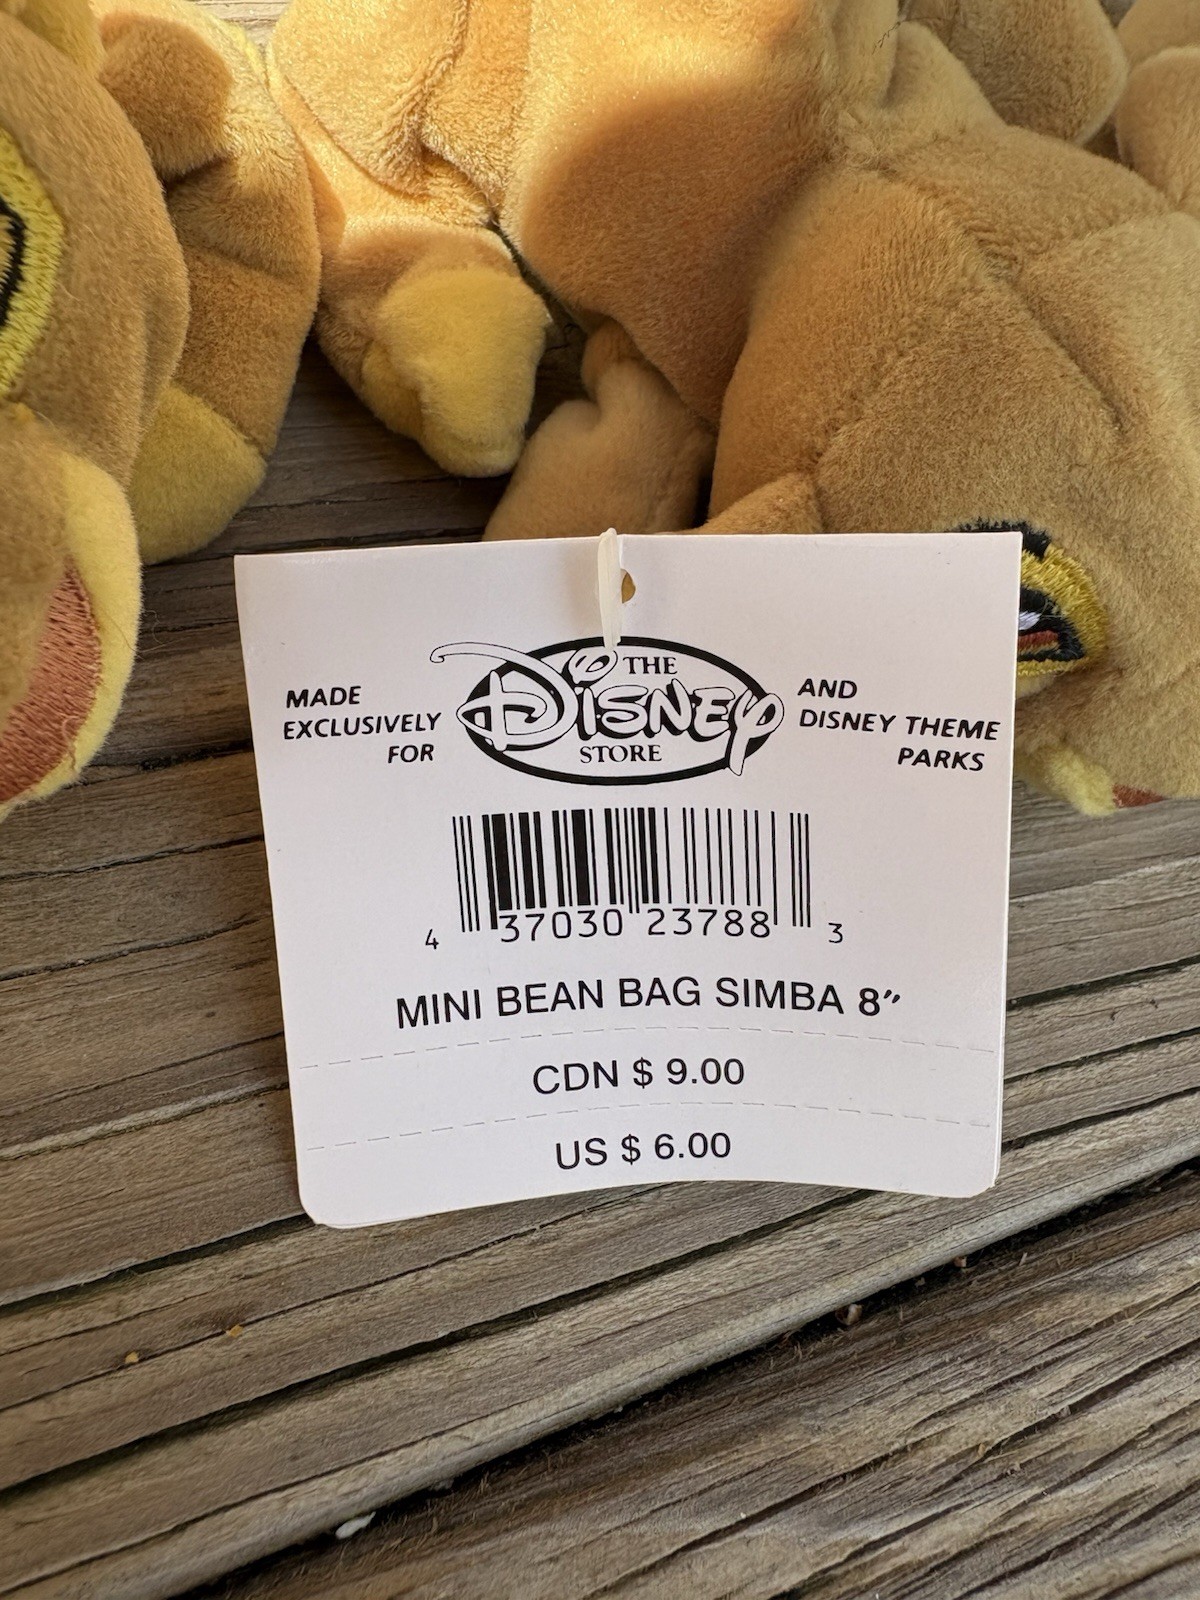 MADE
EXCLUSIVELY
FOR
THE
DISNEY
STORE
AND
DISNEY THEME
PARKS
4 37030 23788 3
MINI BEAN BAG SIMBA 8″
CDN $ 9.00
US $ 6.00